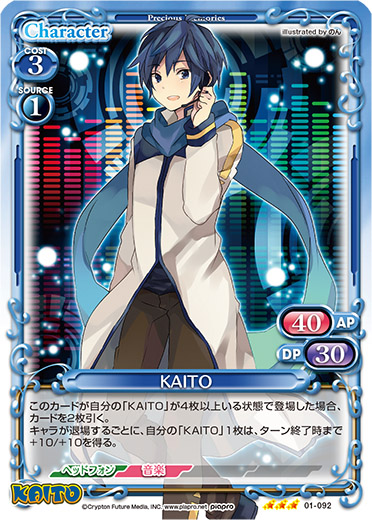 Precious Memories
Character
illustrated by のん
COST
3
SOURCE
1
40 AP
DP 30
KAITO
このカードが自分の「KAITO」が4枚以上いる状態で登場した場合、
カードを2枚引く。
キャラが退場するごとに、自分の「KAITO」1枚は、ターン終了時まで
+10/+10を得る。
ヘッドフォン 音楽
KAITO
©Crypton Future Media, INC. www.piapro.net piapro
★★★ 01-092